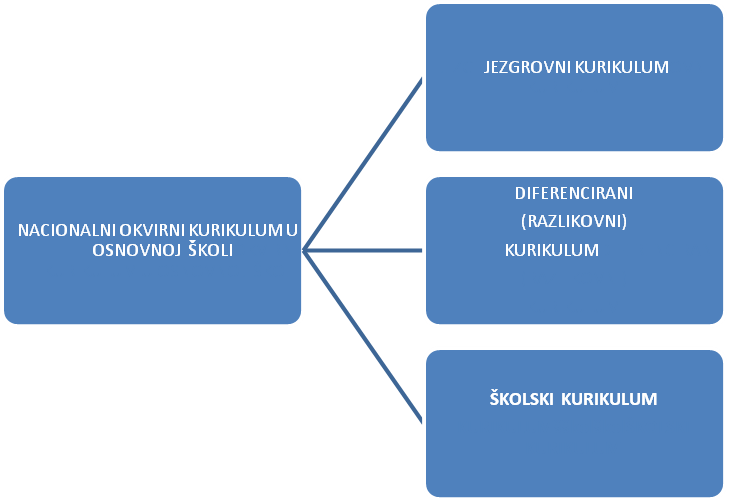 NACIONALNI OKVIRNI KURIKULUM U
OSNOVNOJ ŠKOLI
JEZGROVNI KURIKULUM
DIFERENCIRANI
(RAZLIKOVNI)
KURIKULUM
ŠKOLSKI KURIKULUM